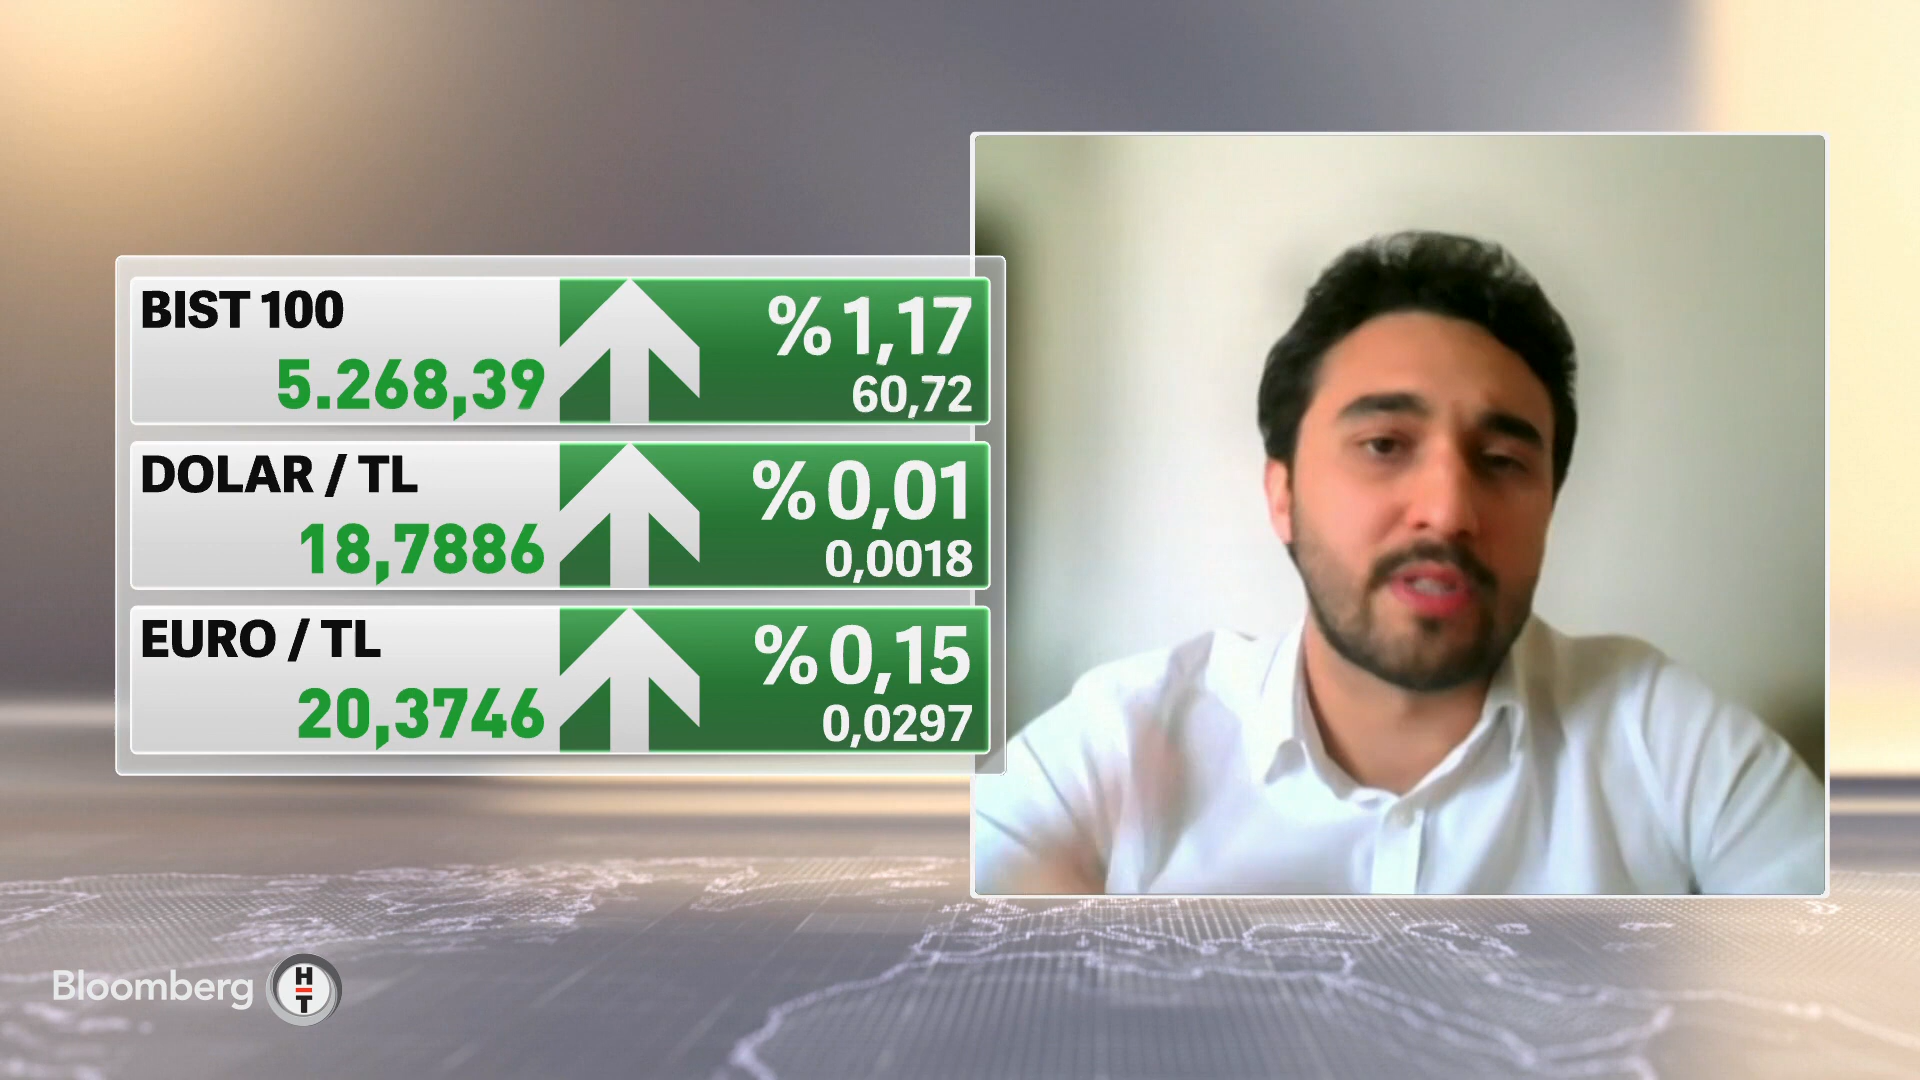 BIST 100
5.268,39
%1,17
60,72
DOLAR / TL
18,7886
%0,01
0,0018
EURO / TL
20,3746
%0,15
0,0297
Bloomberg HT